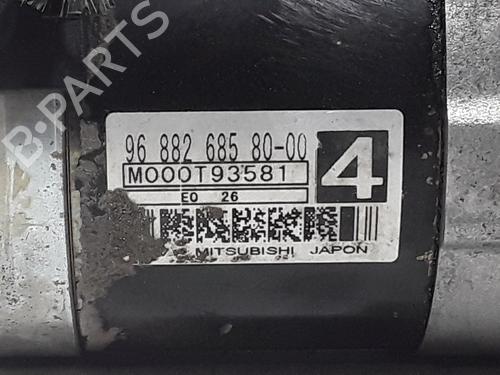 B-PARTS
96 882 685 80-00
4
M000T93581
E0 26
MITSUBISHI JAPON